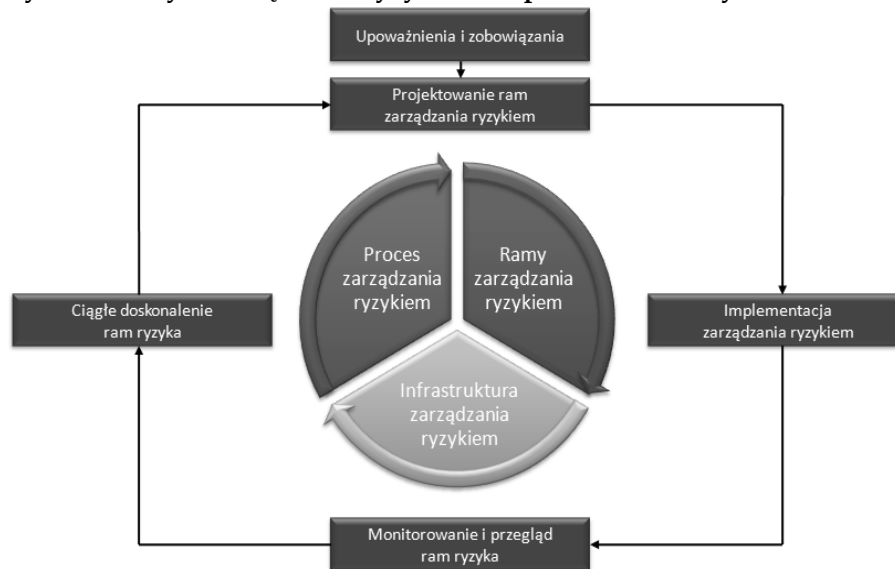 Upoważnienia i zobowiązania
Projektowanie ram
zarządzania ryzykiem
Proces
zarządzania
ryzykiem
Ramy
zarządzania
ryzykiem
Ciągłe doskonalenie
ram ryzyka
Implementacja
zarządzania ryzykiem
Infrastruktura
zarządzania
ryzykiem
Monitorowanie i przegląd
ram ryzyka